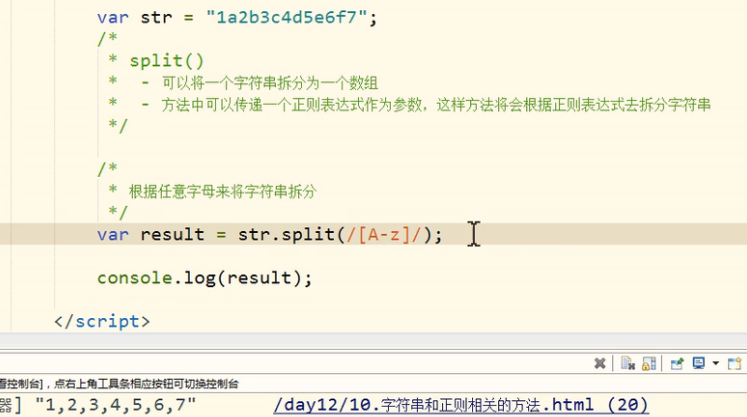 var str = "1a2b3c4d5e6f7";
/*
* split()
* - 可以将一个字符串拆分为一个数组
* - 方法中可以传递一个正则表达式作为参数，这样方法将会根据正则表达式去拆分字符串
*/
/*
* 根据任意字母来将字符串拆分
*/
var result = str.split(/[A-z]/);
console.log(result);
</script>
看控制台]，点右上角工具条相应按钮可切换控制台
器] "1,2,3,4,5,6,7" /day12/10.字符串和正则相关的方法.html (20)